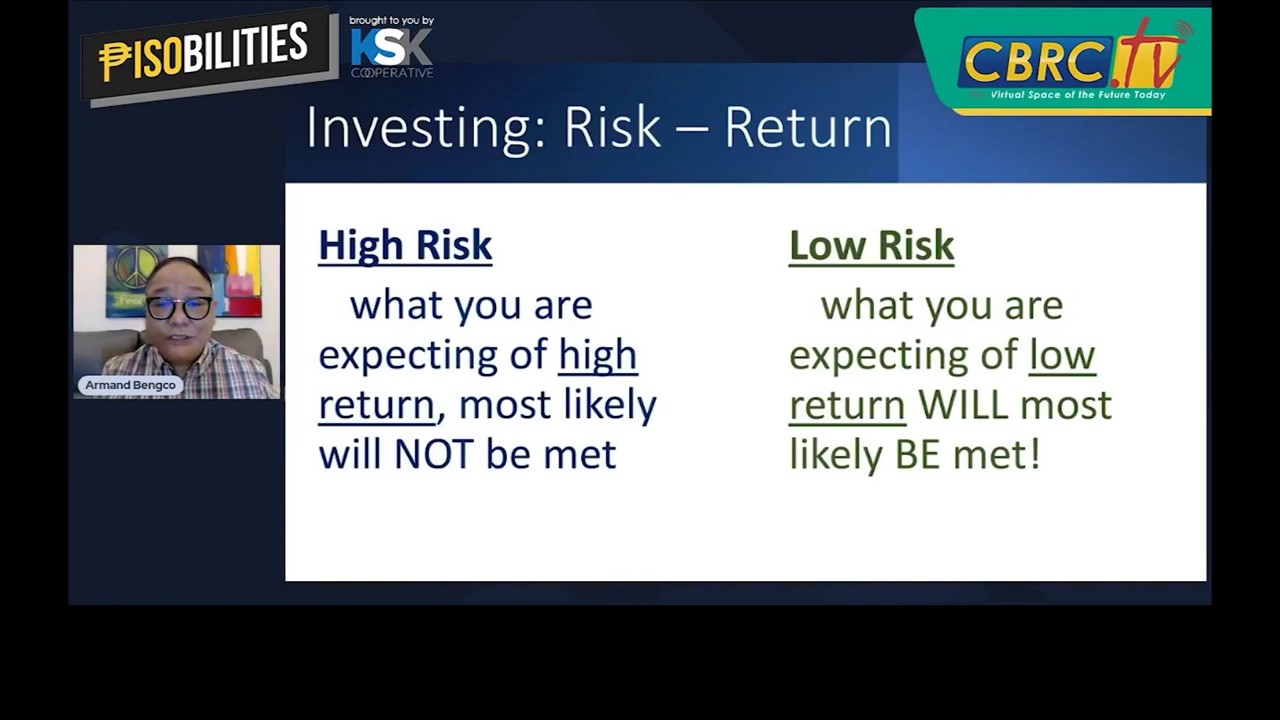 ₱ISOBILITIES
brought to you by
KSK
COOPERATIVE
CBRC.tv
Virtual Space of the Future Today
Investing: Risk – Return
High Risk
what you are
expecting of high
return, most likely
will NOT be met
Low Risk
what you are
expecting of low
return WILL most
likely BE met!
Peace
Armand Bengco